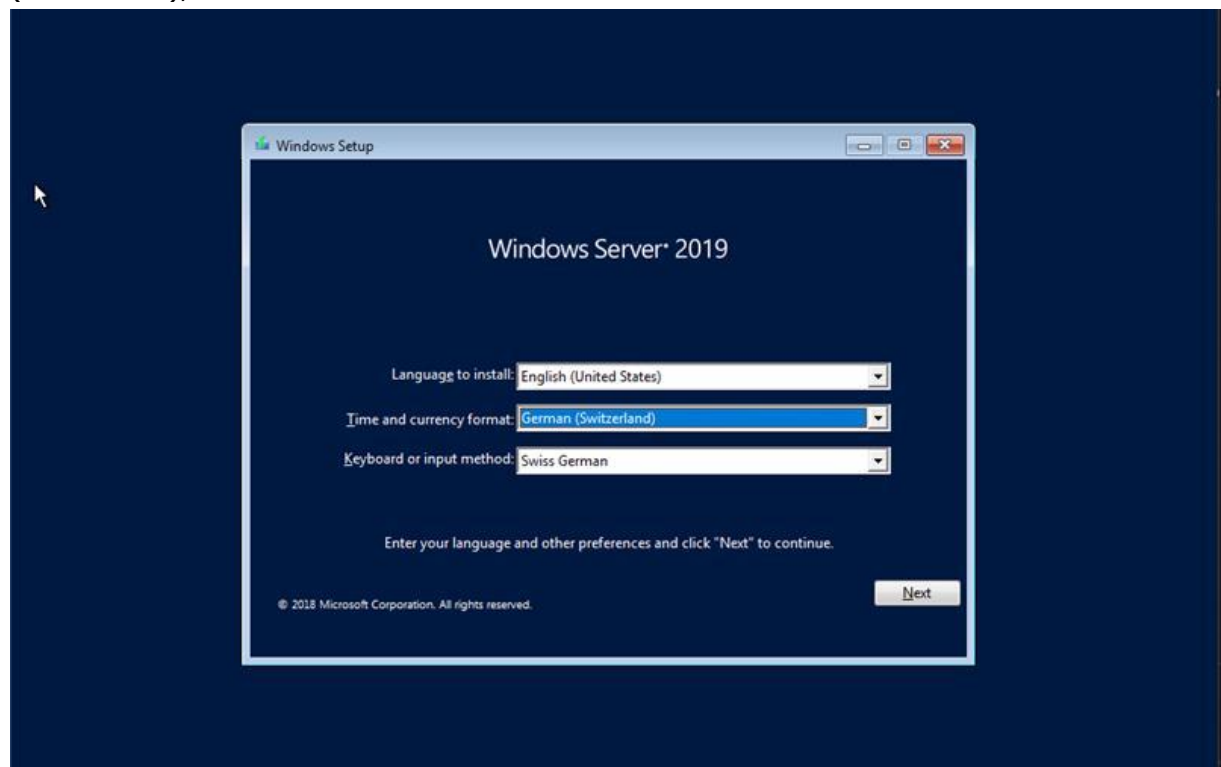 Windows Setup
Windows Server® 2019
Language to install: English (United States)
Time and currency format: German (Switzerland)
Keyboard or input method: Swiss German
Enter your language and other preferences and click "Next" to continue.
Next
© 2018 Microsoft Corporation. All rights reserved.